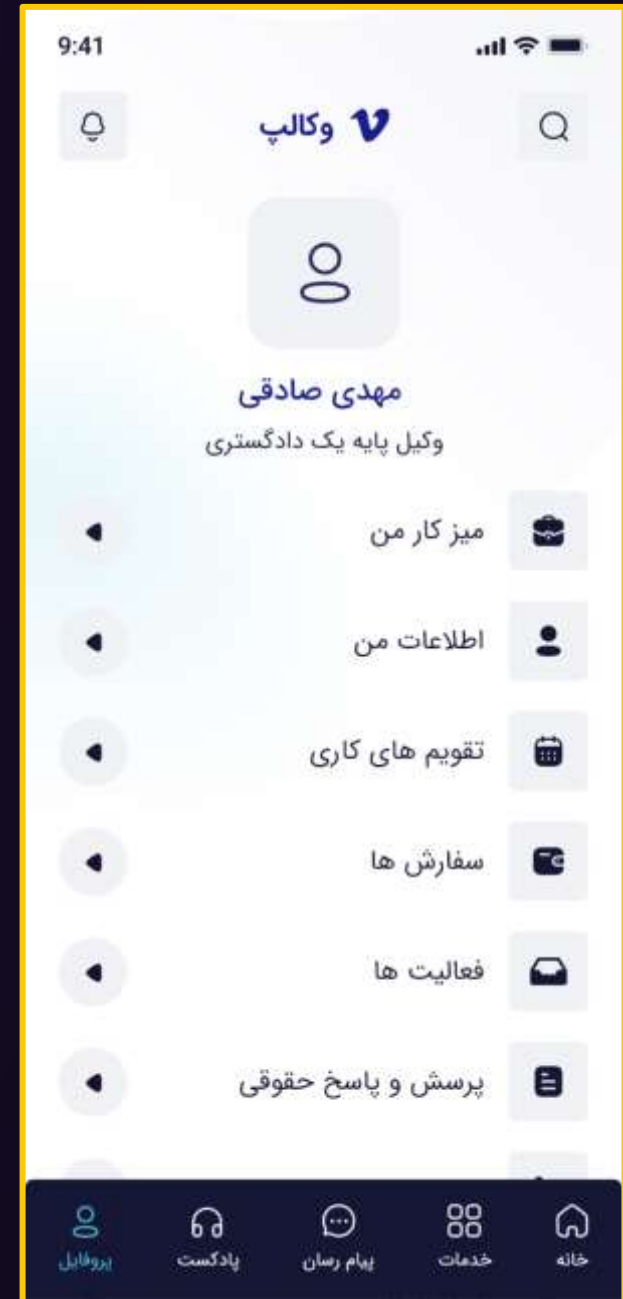 9:41
وکالپ
مهدی صادقی
وکیل پایه یک دادگستری
میز کار من
اطلاعات من
تقویم های کاری
سفارش ها
فعالیت ها
پرسش و پاسخ حقوقی
خانه
خدمات
پیام رسان
پادکست
پروفایل